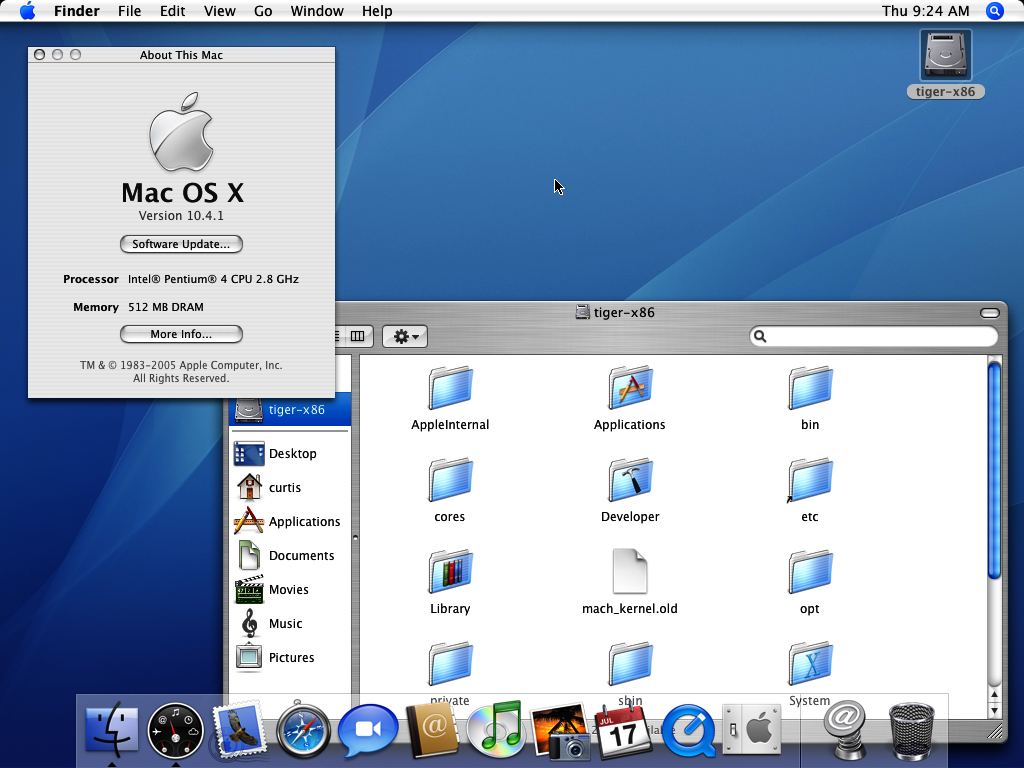 Finder File Edit View Go Window Help Thu 9:24 AM
tiger-x86
About This Mac
Mac OS X
Version 10.4.1
Software Update...
Processor Intel® Pentium® 4 CPU 2.8 GHz
Memory 512 MB DRAM
More Info...
TM & © 1983-2005 Apple Computer, Inc.
All Rights Reserved.
tiger-x86
tiger-x86
Desktop
curtis
Applications
Documents
Movies
Music
Pictures
AppleInternal Applications bin
cores Developer etc
Library mach_kernel.old opt
private sbin System
JUL
17